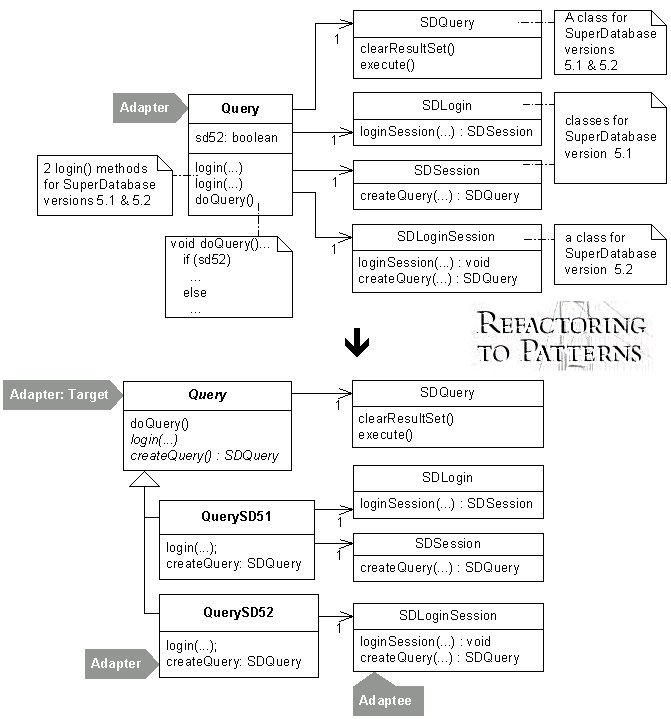 SDQuery
clearResultSet()
execute()
1
A class for
SuperDatabase
versions
5.1 & 5.2
Adapter
Query
sd52: boolean
login(...)
login(...)
doQuery()
SDLogin
loginSession(...) : SDSession
1
classes for
SuperDatabase
version 5.1
2 login() methods
for SuperDatabase
versions 5.1 & 5.2
SDSession
createQuery(...) : SDQuery
1
SDLoginSession
loginSession(...) : void
createQuery(...) : SDQuery
1
a class for
SuperDatabase
version 5.2
void doQuery()...
if (sd52)
...
else
...
REFACTORING
TO PATTERNS
Adapter: Target
Query
doQuery()
login(...)
createQuery() : SDQuery
SDQuery
clearResultSet()
execute()
1
SDLogin
loginSession(...) : SDSession
1
QuerySD51
login(...);
createQuery: SDQuery
SDSession
createQuery(...) : SDQuery
1
QuerySD52
login(...);
createQuery: SDQuery
Adapter
SDLoginSession
loginSession(...) : void
createQuery(...) : SDQuery
1
Adaptee